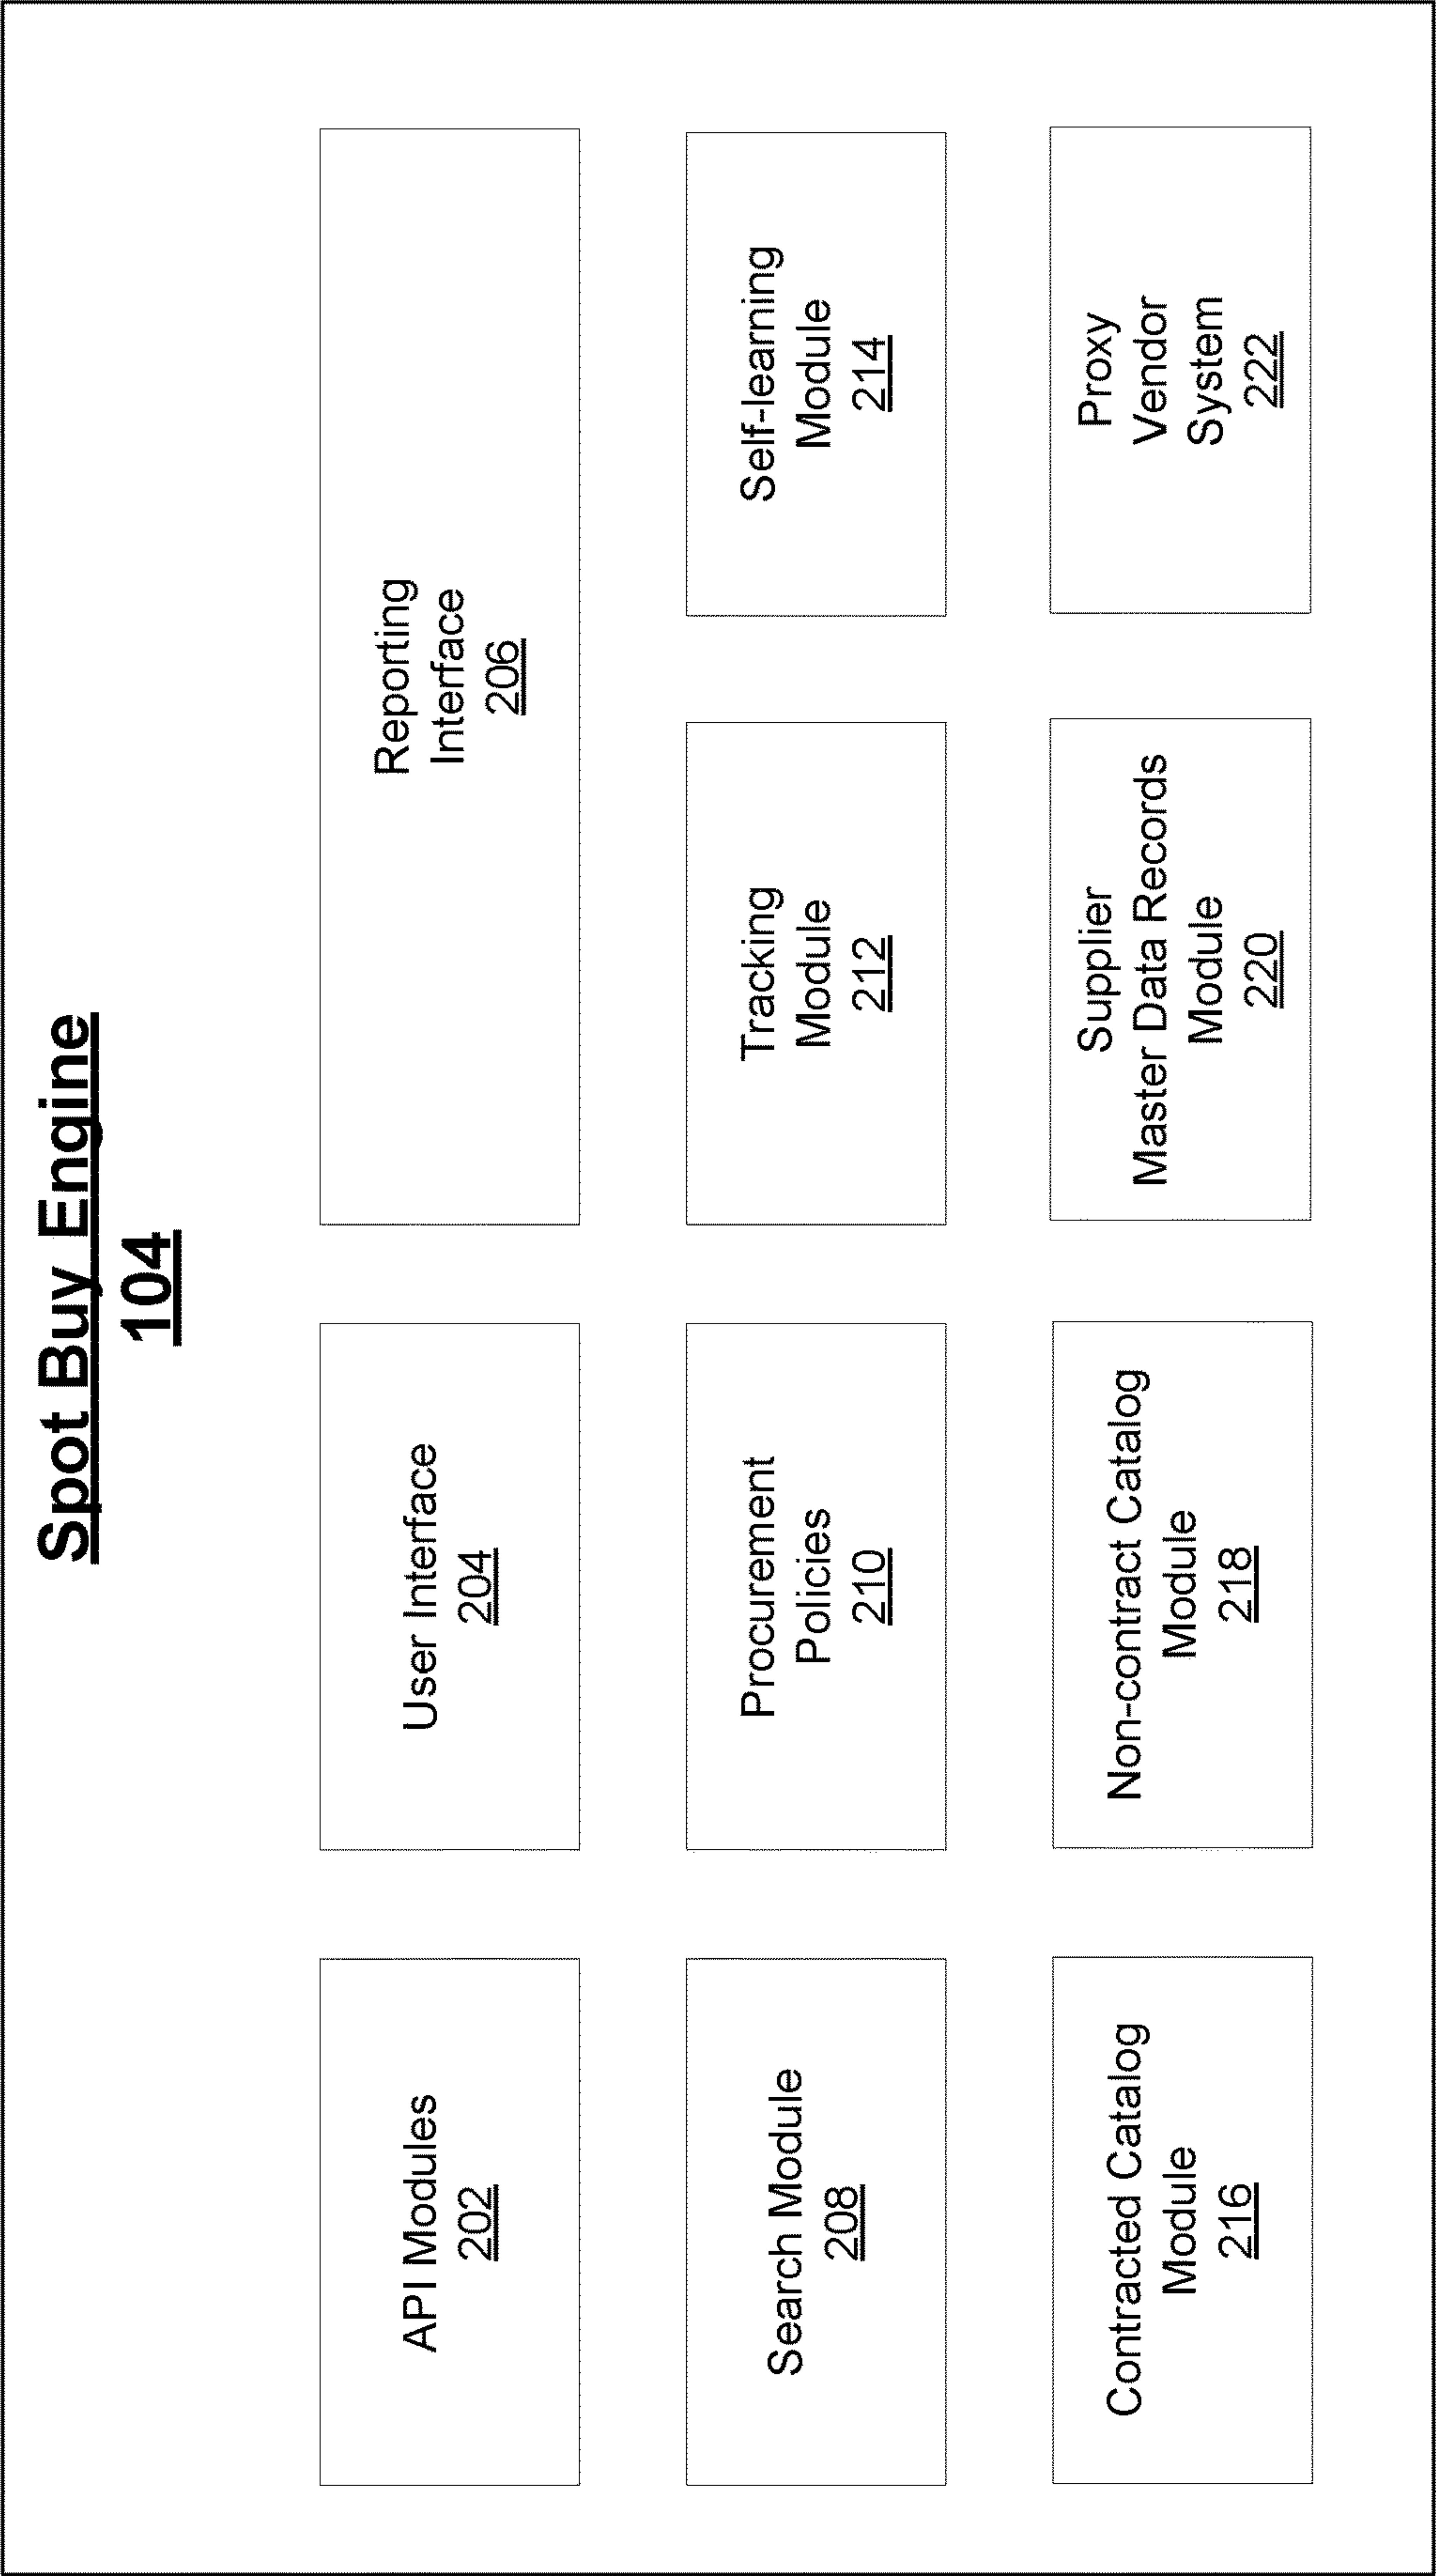 Spot Buy Engine
104
API Modules
202
User Interface
204
Reporting
Interface
206
Search Module
208
Procurement
Policies
210
Tracking
Module
212
Self-learning
Module
214
Contracted Catalog
Module
216
Non-contract Catalog
Module
218
Supplier
Master Data Records
Module
220
Proxy
Vendor
System
222